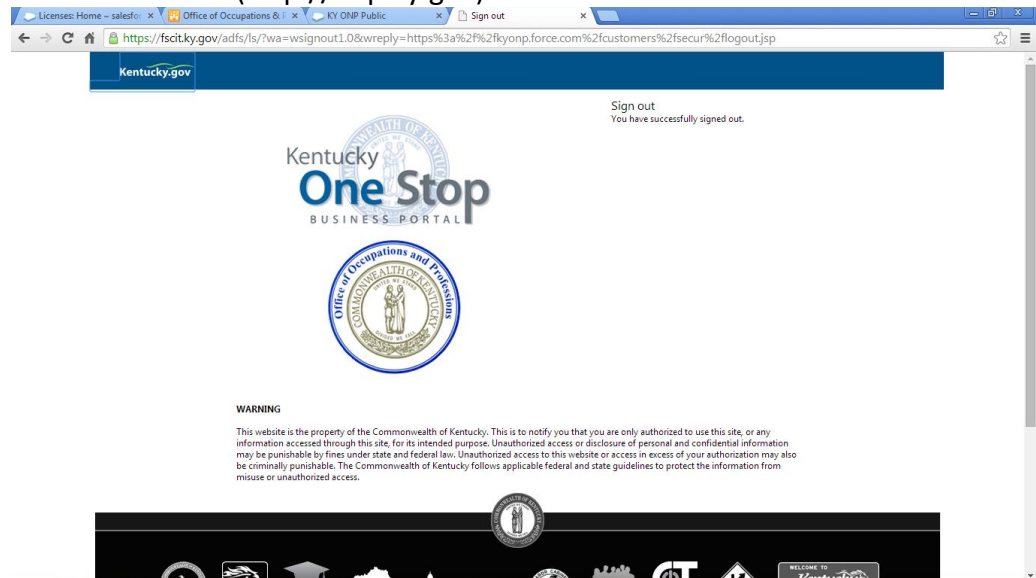 Licenses: Home ~ salesfor
Office of Occupations & P
KY ONP Public
Sign out
https://fscit.ky.gov/adfs/ls/?wa=wsignout1.0&wreply=https%3a%2f%2fkyonp.force.com%2fcustomers%2fsecur%2flogout.jsp
Kentucky.gov
Sign out
You have successfully signed out.
Kentucky
One Stop
BUSINESS PORTAL
Office of Occupations and Professions
COMMONWEALTH OF KENTUCKY
UNITED WE STAND
DIVIDED WE FALL
WARNING
This website is the property of the Commonwealth of Kentucky. This is to notify you that you are only authorized to use this site, or any
information accessed through this site, for its intended purpose. Unauthorized access or disclosure of personal and confidential information
may be punishable by fines under state and federal law. Unauthorized access to this website or access in excess of your authorization may also
be criminally punishable. The Commonwealth of Kentucky follows applicable federal and state guidelines to protect the information from
misuse or unauthorized access.
WELCOME TO
Kentucky